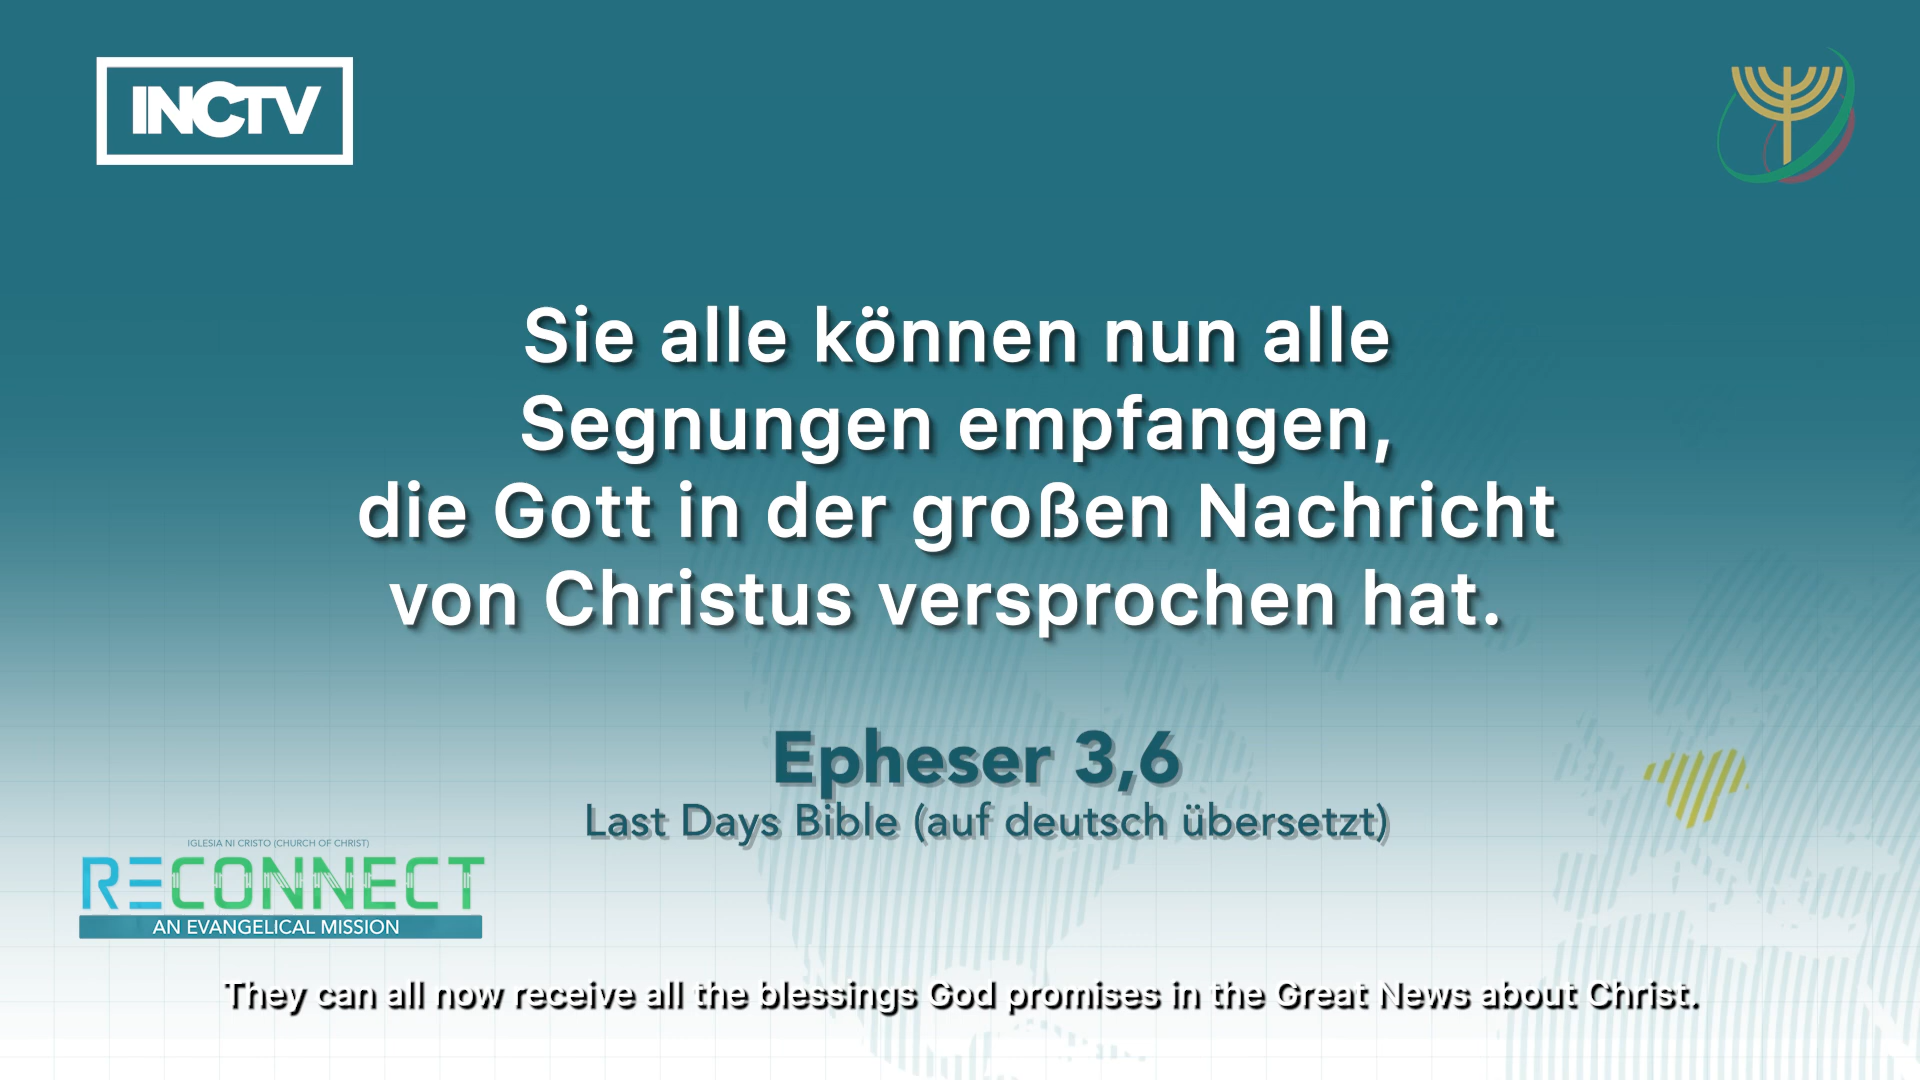 INCTV
Sie alle können nun alle
Segnungen empfangen,
die Gott in der großen Nachricht
von Christus versprochen hat.
Epheser 3,6
Last Days Bible (auf deutsch übersetzt)
IGLESIA NI CRISTO (CHURCH OF CHRIST)
RECONNECT
AN EVANGELICAL MISSION
They can all now receive all the blessings God promises in the Great News about Christ.